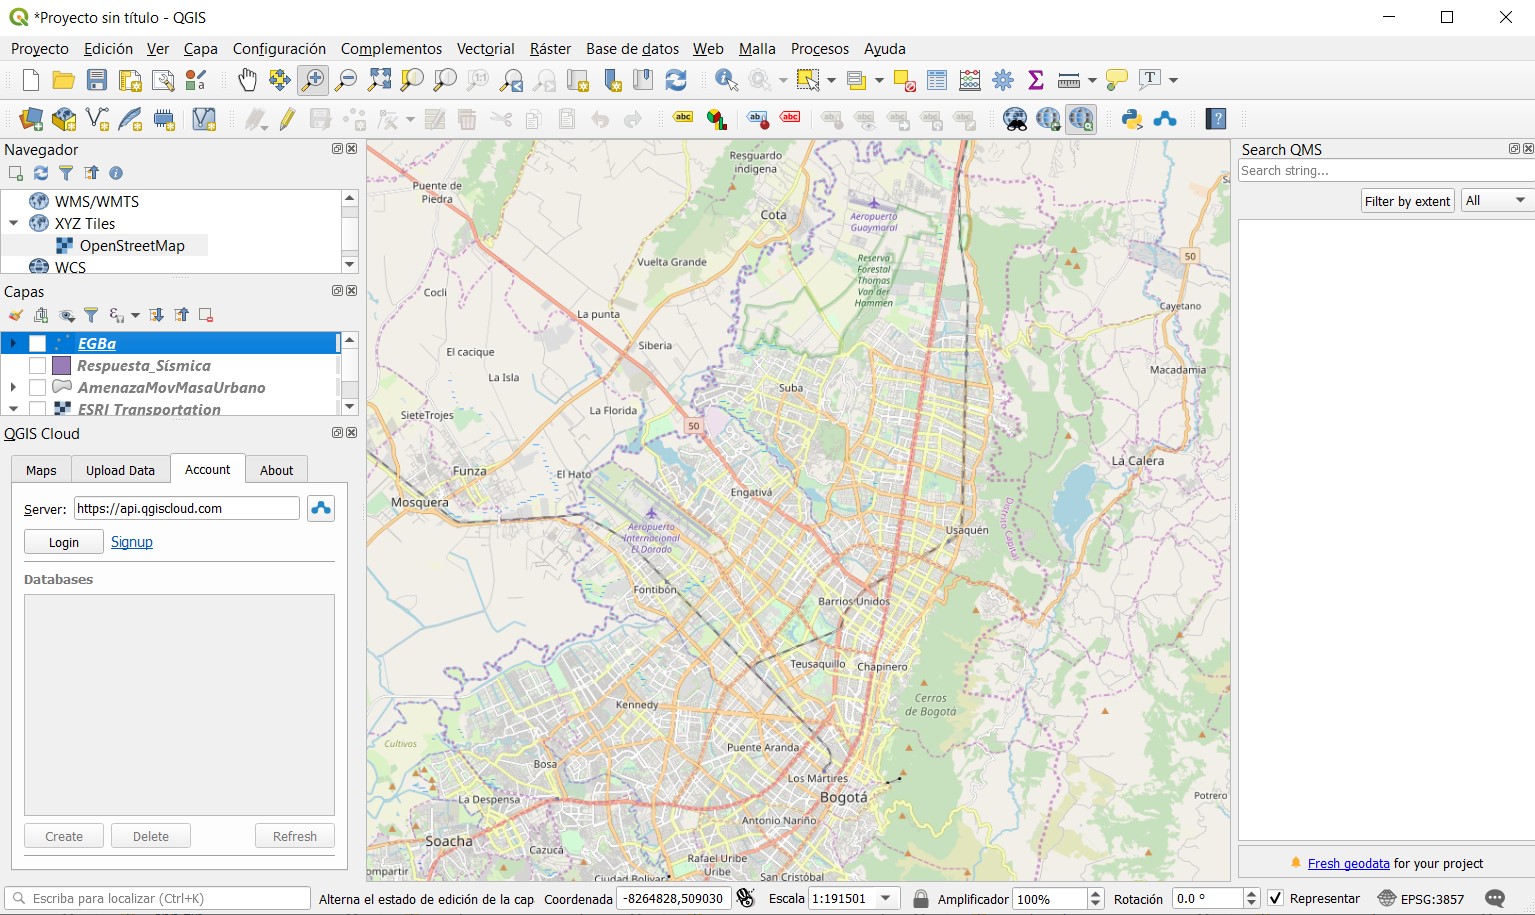 *Proyecto sin título - QGIS
Proyecto Edición Ver Capa Configuración Complementos Vectorial Ráster Base de datos Web Malla Procesos Ayuda
Navegador
WMS/WMTS
XYZ Tiles
OpenStreetMap
WCS
Capas
EGBa
Respuesta_Sísmica
AmenazaMovMasaUrbano
ESRI Transportation
QGIS Cloud
Maps Upload Data Account About
Server: https://api.qgiscloud.com
Login Signup
Databases
Create Delete Refresh
Resguardo
indígena
Puente de
Piedra
Cota
Aeropuerto
Guaymaral
Vuelta Grande
Reserva
Forestal
Thomas
Van der
Hammen
50
Cocli
Cayetano
La punta
Siberia
El cacique
La Isla
Macadamia
Suba
La Florida
SieteTrojes
50
La Calera
Funza
El Hato
Engativá
Mosquera
Distrito Capital
Usaquén
Aeropuerto
Internacional
El Dorado
Fontibón
Barrios Unidos
Teusaquillo
Chapinero
Cerros
de Bogotá
Kennedy
Cultivos
Puente Aranda
Bosa
Los Mártires
Bogotá
Potrero
La Despensa
Antonio Nariño
Soacha
Cazucá
Rafael Uribe
Uribe
Ciudad Bolívar
San Cristóbal
Search QMS
Search string...
Filter by extent All
Fresh geodata for your project
Escriba para localizar (Ctrl+K) Alterna el estado de edición de la cap Coordenada -8264828,509030 Escala 1:191501 Amplificador 100% Rotación 0.0 ° Representar EPSG:3857